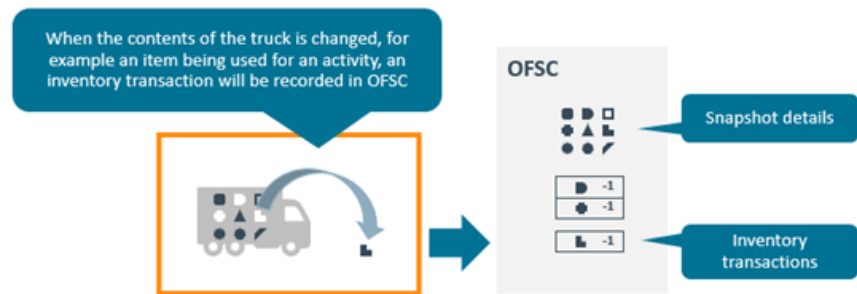 When the contents of the truck is changed, for
example an item being used for an activity, an
inventory transaction will be recorded in OFSC
OFSC
Snapshot details
-1
-1
-1
Inventory
transactions